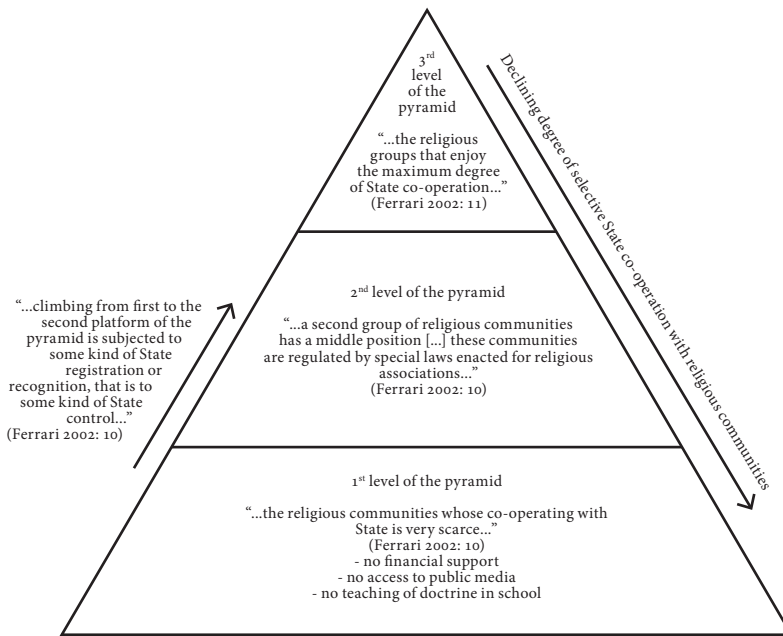 3rd
level
of the
pyramid
“...the religious
groups that enjoy
the maximum degree
of State co-operation...”
(Ferrari 2002: 11)
Declining degree of selective State co-operation with religious communities
“...climbing from first to the
second platform of the
pyramid is subjected to
some kind of State
registration or
recognition, that is to
some kind of State
control...”
(Ferrari 2002: 10)
2nd level of the pyramid
“...a second group of religious communities
has a middle position [...] these communities
are regulated by special laws enacted for religious
associations...”
(Ferrari 2002: 10)
1st level of the pyramid
“...the religious communities whose co-operating with
State is very scarce...”
(Ferrari 2002: 10)
- no financial support
- no access to public media
- no teaching of doctrine in school